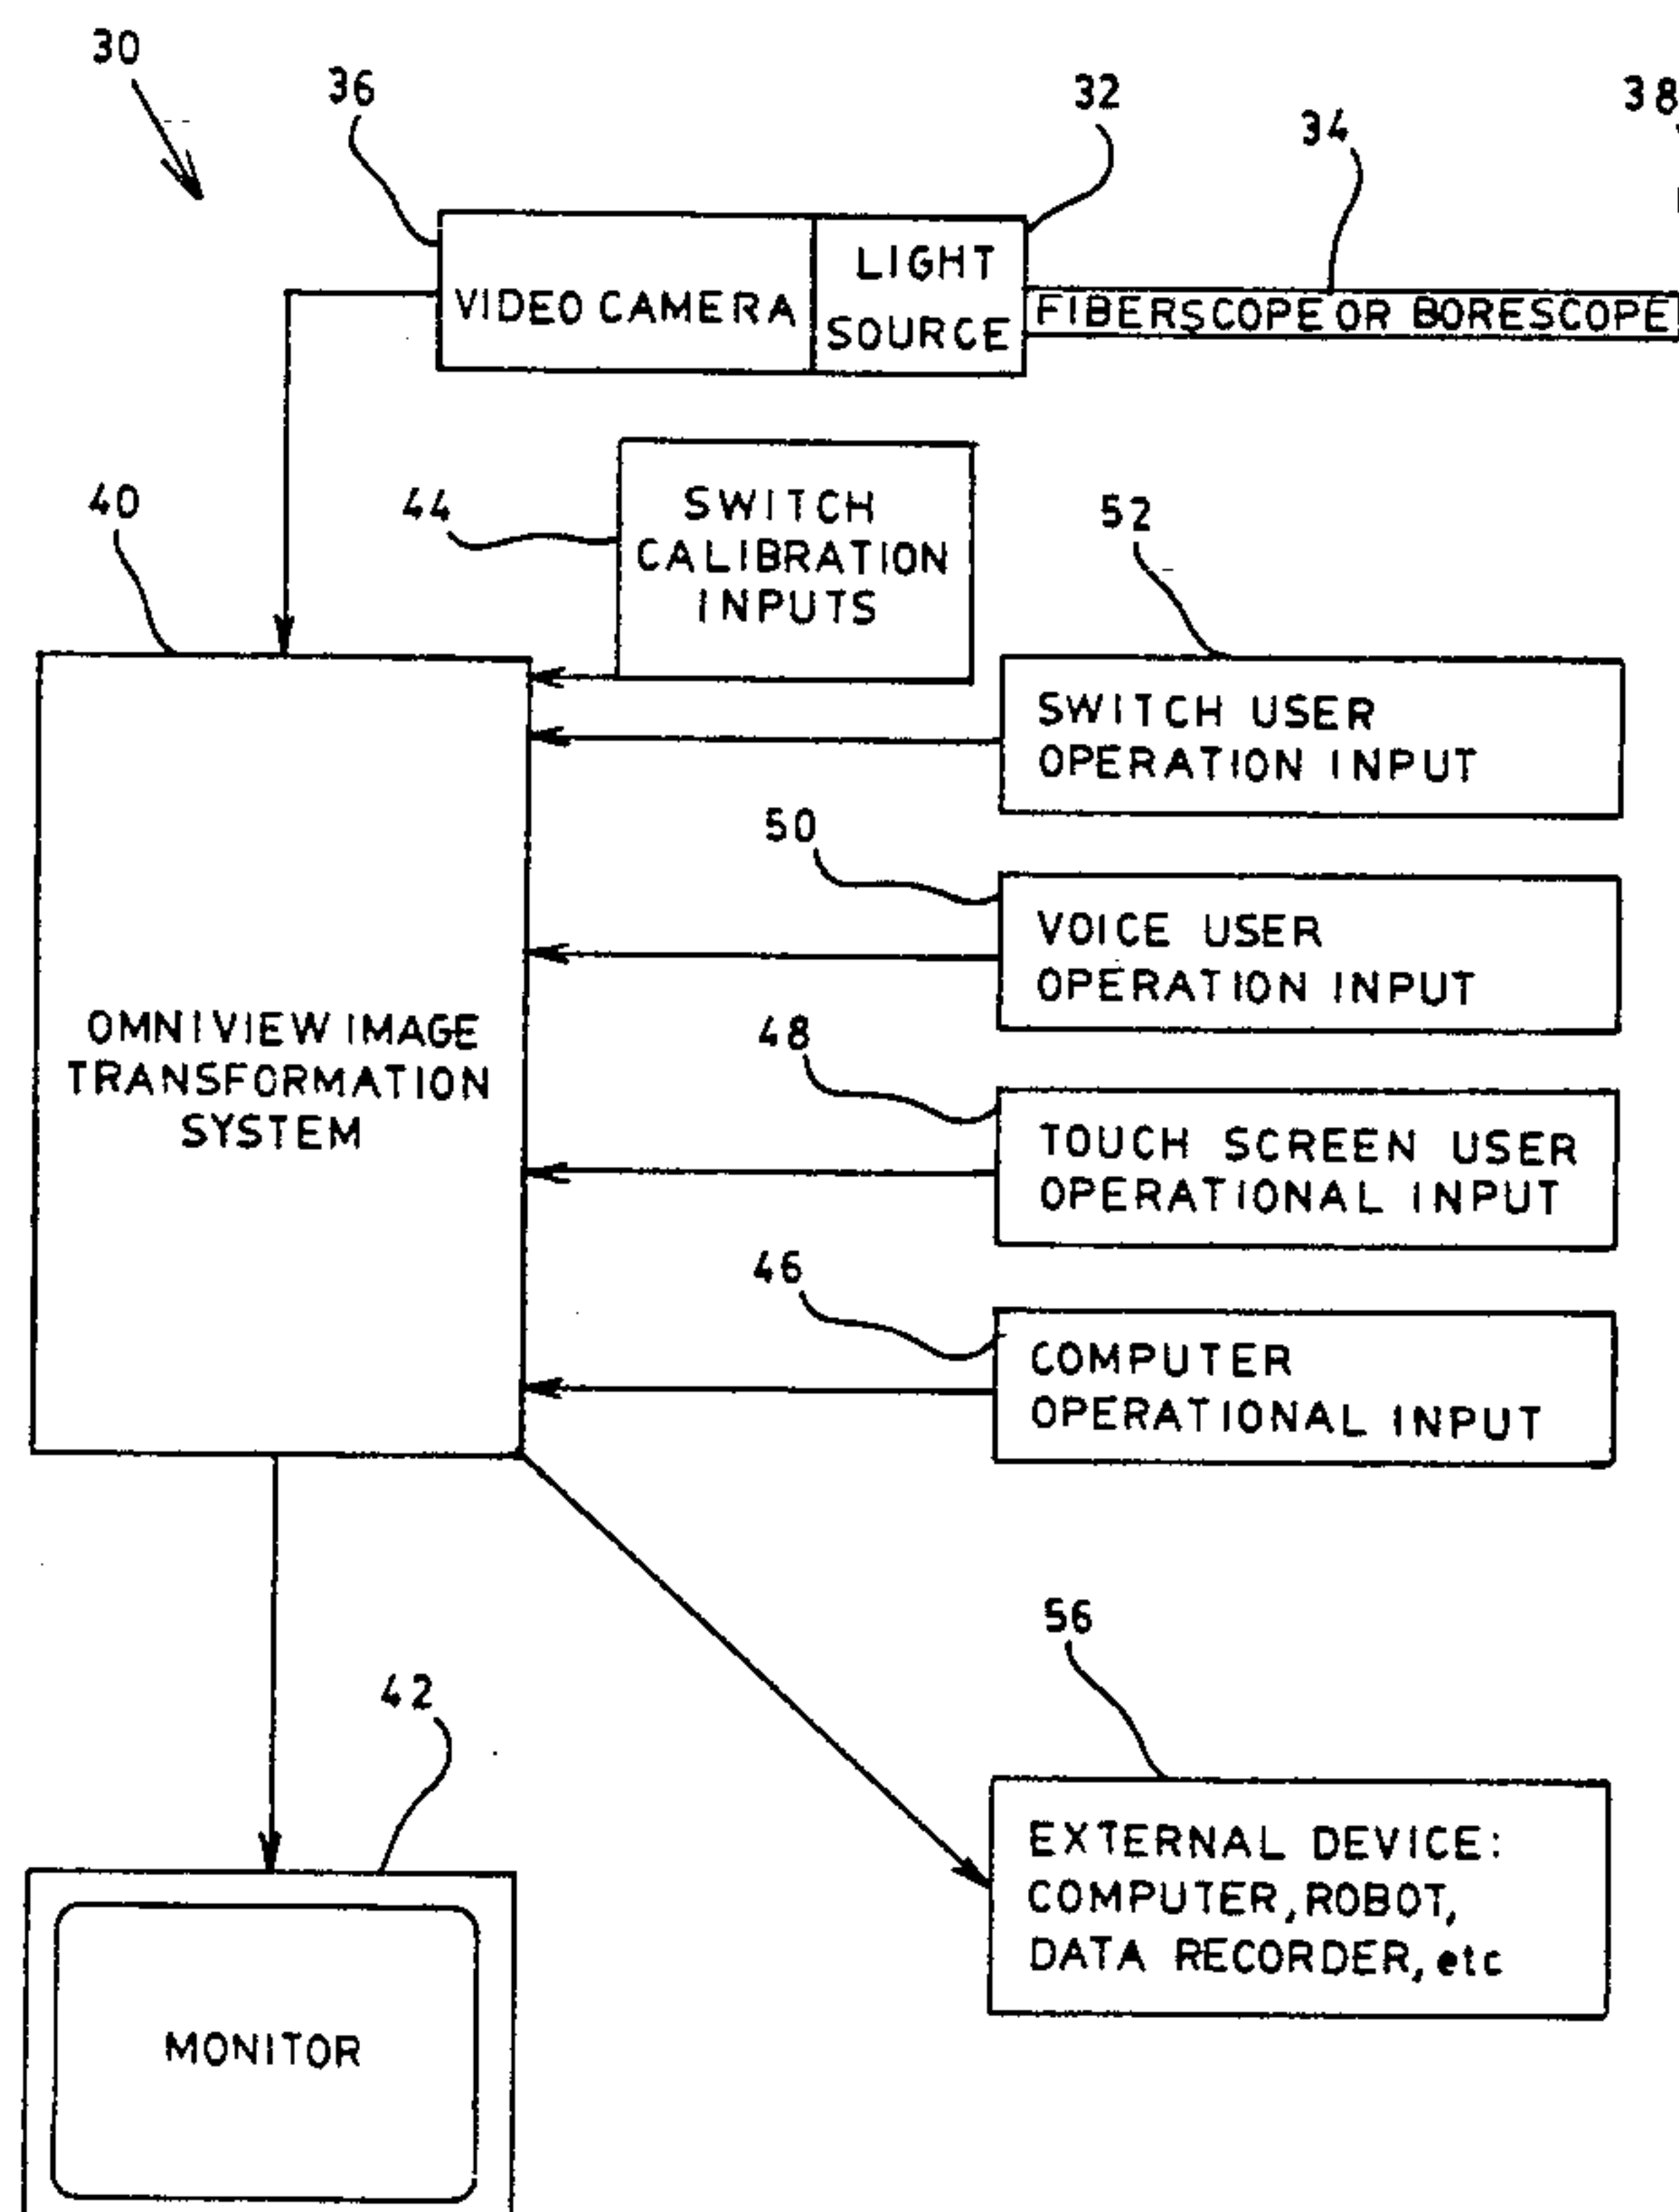 30
36
32
34
38
VIDEO CAMERA
LIGHT
SOURCE
FIBERSCOPE OR BORESCOPE
40
44
SWITCH
CALIBRATION
INPUTS
52
SWITCH USER
OPERATION INPUT
50
VOICE USER
OPERATION INPUT
OMNIVIEW IMAGE
TRANSFORMATION
SYSTEM
48
TOUCH SCREEN USER
OPERATIONAL INPUT
46
COMPUTER
OPERATIONAL INPUT
56
42
EXTERNAL DEVICE:
COMPUTER, ROBOT,
DATA RECORDER, etc
MONITOR